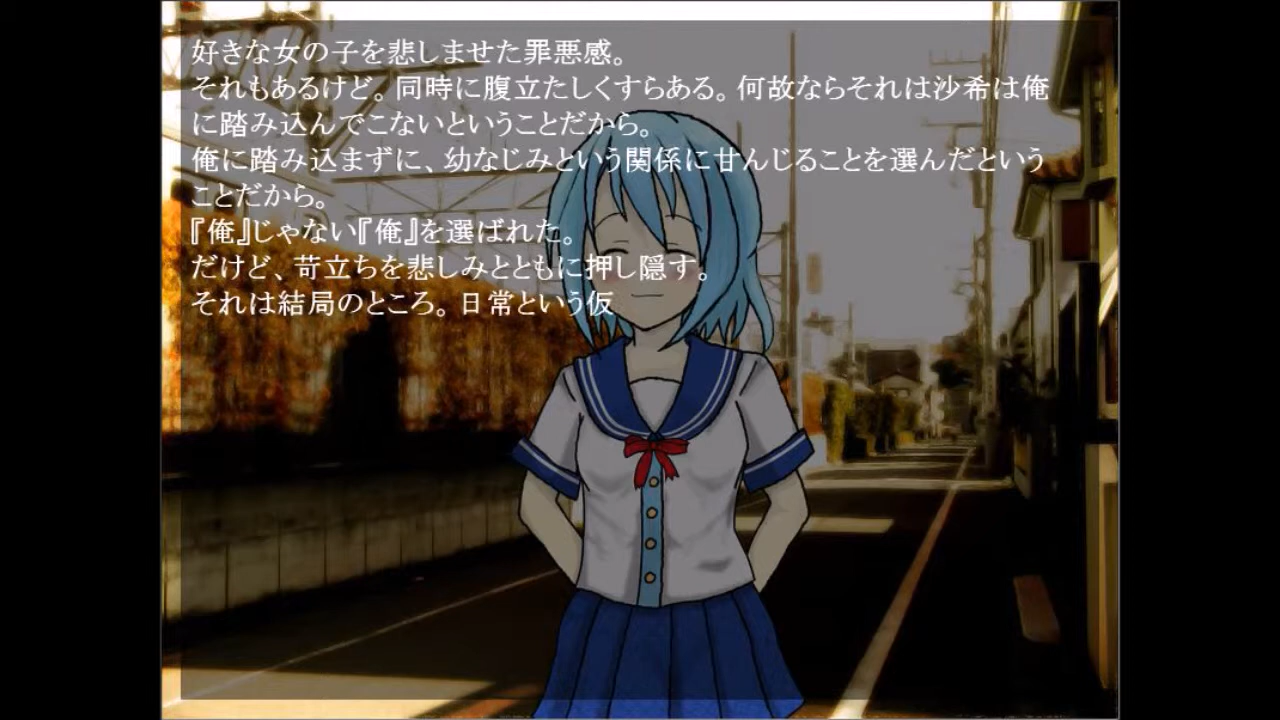 好きな女の子を悲しませた罪悪感。
それもあるけど。同時に腹立たしくすらある。何故ならそれは沙希は俺
に踏み込んでこないということだから。
俺に踏み込まずに、幼なじみという関係に甘んじることを選んだという
ことだから。
『俺』じゃない『俺』を選ばれた。
だけど、苛立ちを悲しみとともに押し隠す。
それは結局のところ。日常という仮